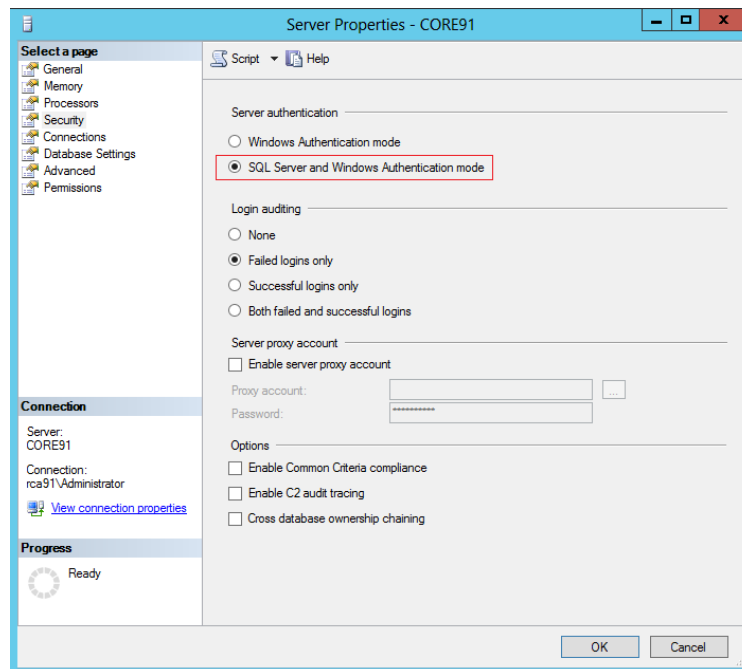 Server Properties - CORE91
Select a page
General
Memory
Processors
Security
Connections
Database Settings
Advanced
Permissions
Connection
Server:
CORE91
Connection:
rca91\Administrator
View connection properties
Progress
Ready
Script
Help
Server authentication
Windows Authentication mode
SQL Server and Windows Authentication mode
Login auditing
None
Failed logins only
Successful logins only
Both failed and successful logins
Server proxy account
Enable server proxy account
Proxy account:
...
Password:
**********
Options
Enable Common Criteria compliance
Enable C2 audit tracing
Cross database ownership chaining
OK
Cancel